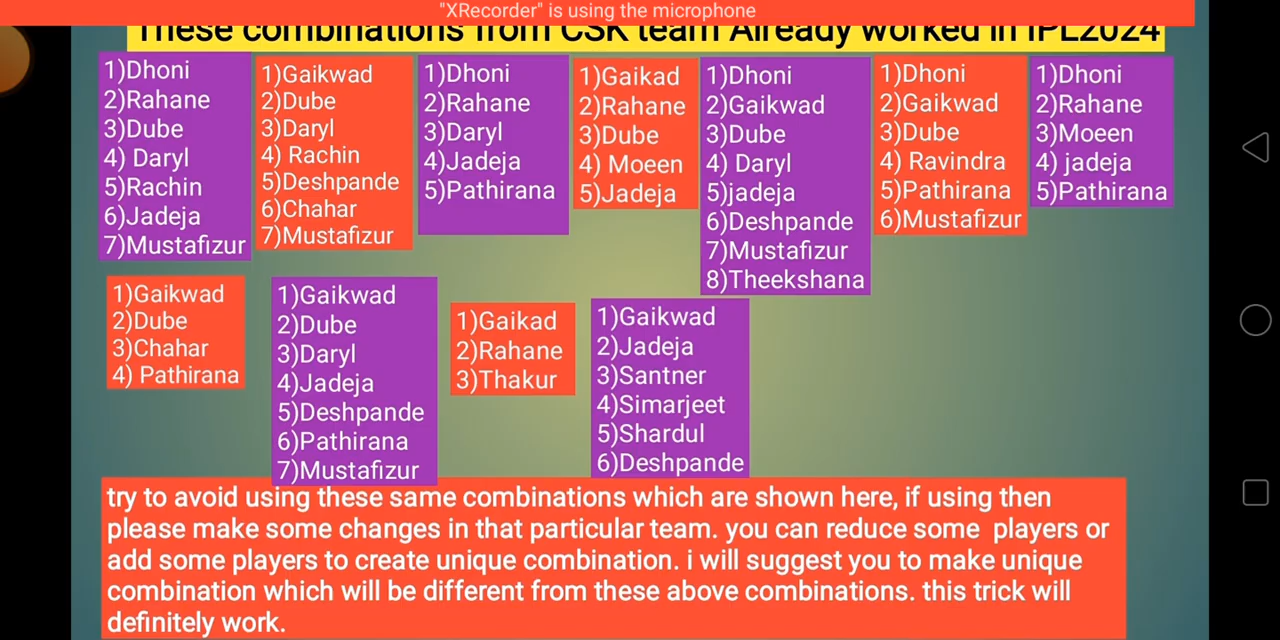 "XRecorder" is using the microphone
These combinations from CSK team Already worked in IPL2024
1)Dhoni
2)Rahane
3)Dube
4) Daryl
5)Rachin
6)Jadeja
7)Mustafizur
1)Gaikwad
2)Dube
3)Daryl
4) Rachin
5)Deshpande
6)Chahar
7)Mustafizur
1)Dhoni
2)Rahane
3)Daryl
4)Jadeja
5)Pathirana
1)Gaikad
2)Rahane
3)Dube
4) Moeen
5)Jadeja
1)Dhoni
2)Gaikwad
3)Dube
4) Daryl
5)jadeja
6)Deshpande
7)Mustafizur
8)Theekshana
1)Dhoni
2)Gaikwad
3)Dube
4) Ravindra
5)Pathirana
6)Mustafizur
1)Dhoni
2)Rahane
3)Moeen
4) jadeja
5)Pathirana
1)Gaikwad
2)Dube
3)Chahar
4) Pathirana
1)Gaikwad
2)Dube
3)Daryl
4)Jadeja
5)Deshpande
6)Pathirana
7)Mustafizur
1)Gaikad
2)Rahane
3)Thakur
1)Gaikwad
2)Jadeja
3)Santner
4)Simarjeet
5)Shardul
6)Deshpande
try to avoid using these same combinations which are shown here, if using then
please make some changes in that particular team. you can reduce some players or
add some players to create unique combination. i will suggest you to make unique
combination which will be different from these above combinations. this trick will
definitely work.